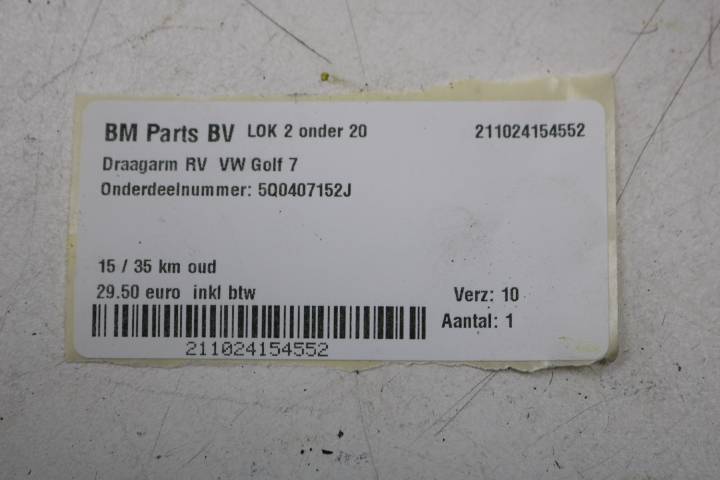 BM Parts BV LOK 2 onder 20 211024154552
Draagarm RV VW Golf 7
Onderdeelnummer: 5Q0407152J
15 / 35 km oud
29.50 euro inkl btw Verz: 10
Aantal: 1
211024154552